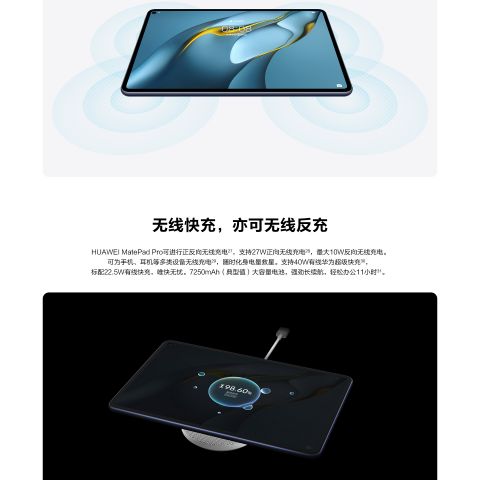 08:08
无线快充，亦可无线反充
HUAWEI MatePad Pro可进行正反向无线充电²⁷，支持27W正向无线充电²⁸，最大10W反向无线充电。
可为手机、耳机等多类设备无线充电²⁹，随时化身电量数星。支持40W有线华为超级快充³⁰，
标配22.5W有线快充，唯快无忧。7250mAh（典型值）大容量电池，强劲长续航，轻松办公11小时³¹。
98.60%